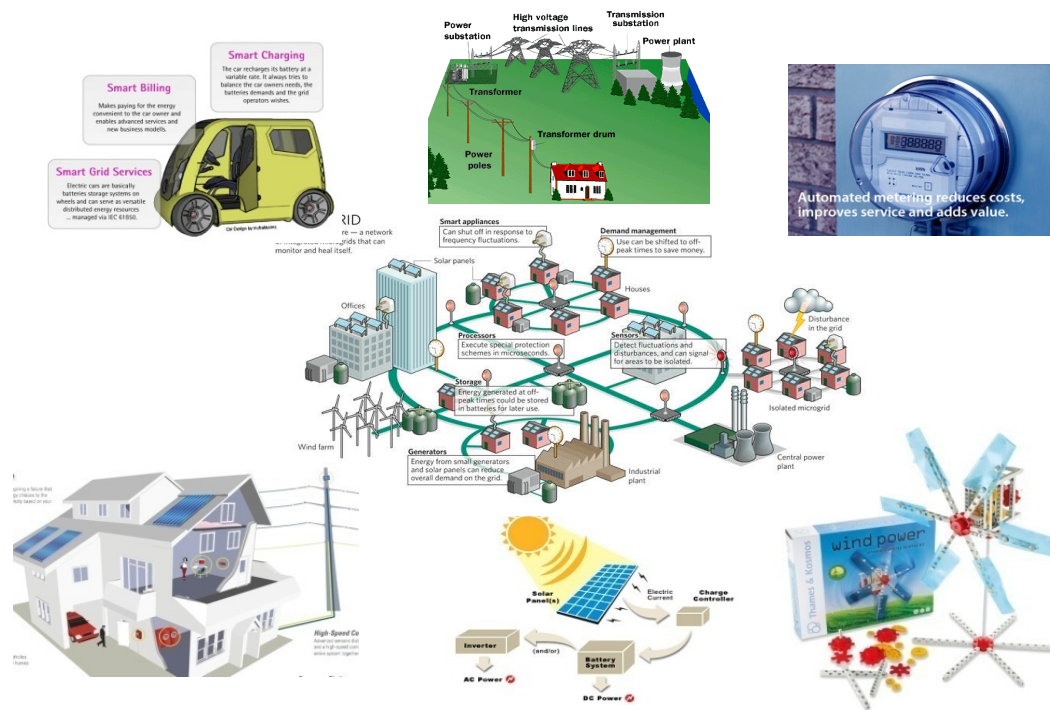 Smart Charging
The car recharges its battery at a
variable rate. It always tries to
balance the car owners needs, the
batteries demands and the grid
operators wishes.
Smart Billing
Makes paying for the energy
convenient to the car owner and
enables advanced services and
new business modells.
Smart Grid Services
Electric cars are basically
batteries storage systems on
wheels and can serve as versatile
distributed energy resources
... managed via IEC 61850.
Car Design by
High voltage
transmission lines
Transmission
substation
Power
substation
Power plant
Transformer
Transformer drum
Power
poles
Automated metering reduces costs,
improves service and adds value.
RID
re — a network
grids that can
monitor and heal itself.
Smart appliances
Can shut off in response to
frequency fluctuations.
Demand management
Use can be shifted to off-
peak times to save money.
Solar panels
Houses
Offices
Processors
Execute special protection
schemes in microseconds.
Sensors
Detect fluctuations and
disturbances, and can signal
for areas to be isolated.
Disturbance
in the grid
Storage
Energy generated at off-
peak times could be stored
in batteries for later use.
Isolated microgrid
Wind farm
Generators
Energy from small generators
and solar panels can reduce
overall demand on the grid.
Industrial
plant
Central power
plant
High-Speed Co
Solar
Panel(s)
Electric
Current
Charge
Controller
Inverter
(and/or)
Battery
System
AC Power
DC Power
wind power
Thames & Kosmos